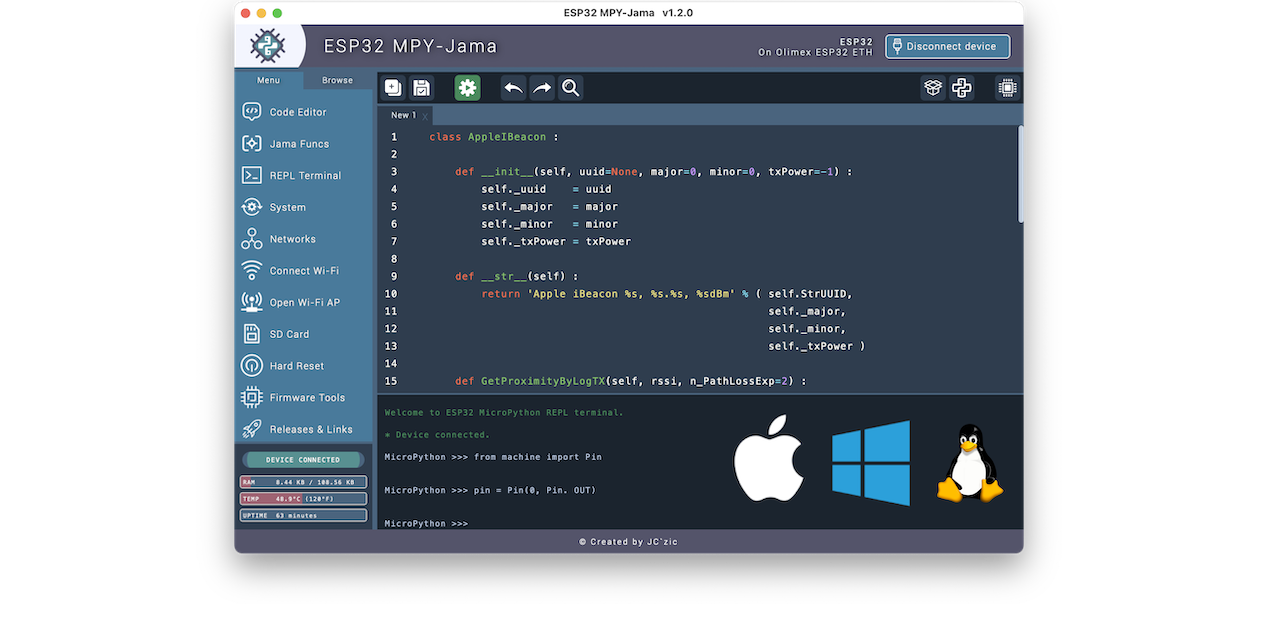 ESP32 MPY-Jama v1.2.0
ESP32 MPY-Jama
ESP32
On Olimex ESP32 ETH
Disconnect device
Menu
Browse
Code Editor
Jama Funcs
REPL Terminal
System
Networks
Connect Wi-Fi
Open Wi-Fi AP
SD Card
Hard Reset
Firmware Tools
Releases & Links
DEVICE CONNECTED
RAM 8.44 KB / 108.56 KB
TEMP 48.9°C (120°F)
UPTIME 63 minutes
New 1 x
1 class AppleIBeacon :
2
3 def __init__(self, uuid=None, major=0, minor=0, txPower=-1) :
4 self._uuid = uuid
5 self._major = major
6 self._minor = minor
7 self._txPower = txPower
8
9 def __str__(self) :
10 return 'Apple iBeacon %s, %s.%s, %sdBm' % ( self.StrUUID,
11 self._major,
12 self._minor,
13 self._txPower )
14
15 def GetProximityByLogTX(self, rssi, n_PathLossExp=2) :
Welcome to ESP32 MicroPython REPL terminal.
* Device connected.
MicroPython >>> from machine import Pin
MicroPython >>> pin = Pin(0, Pin. OUT)
MicroPython >>>
© Created by JC`zic